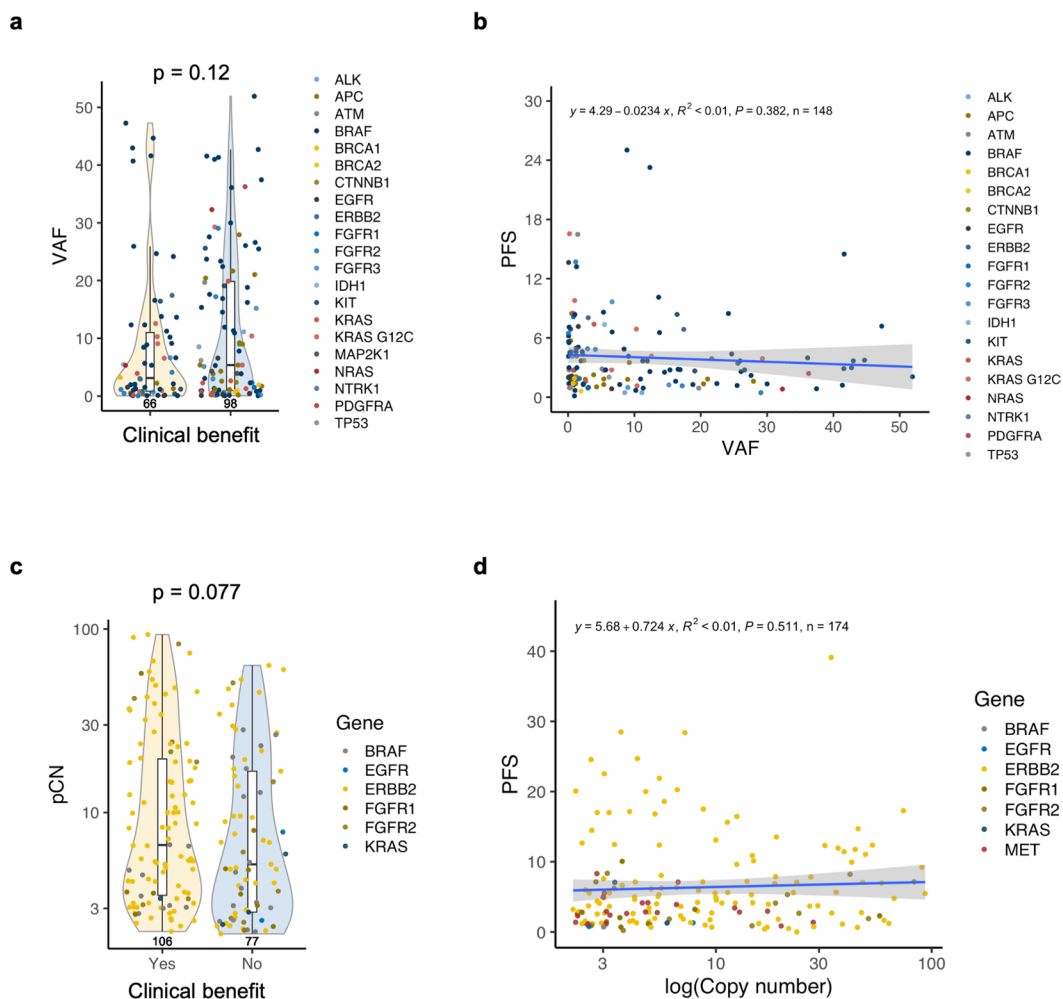 a
p = 0.12
VAF
50
40
30
20
10
0
66
98
Clinical benefit
ALK
APC
ATM
BRAF
BRCA1
BRCA2
CTNNB1
EGFR
ERBB2
FGFR1
FGFR2
FGFR3
IDH1
KIT
KRAS
KRAS G12C
MAP2K1
NRAS
NTRK1
PDGFRA
TP53
b
y = 4.29 − 0.0234 x, R² < 0.01, P = 0.382, n = 148
PFS
30
24
18
12
6
0
0 10 20 30 40 50
VAF
ALK
APC
ATM
BRAF
BRCA1
BRCA2
CTNNB1
EGFR
ERBB2
FGFR1
FGFR2
FGFR3
IDH1
KIT
KRAS
KRAS G12C
NRAS
NTRK1
PDGFRA
TP53
c
p = 0.077
pCN
100
30
10
3
106
77
Yes No
Clinical benefit
Gene
BRAF
EGFR
ERBB2
FGFR1
FGFR2
KRAS
d
y = 5.68 + 0.724 x, R² < 0.01, P = 0.511, n = 174
PFS
40
30
20
10
0
3 10 30 100
log(Copy number)
Gene
BRAF
EGFR
ERBB2
FGFR1
FGFR2
KRAS
MET